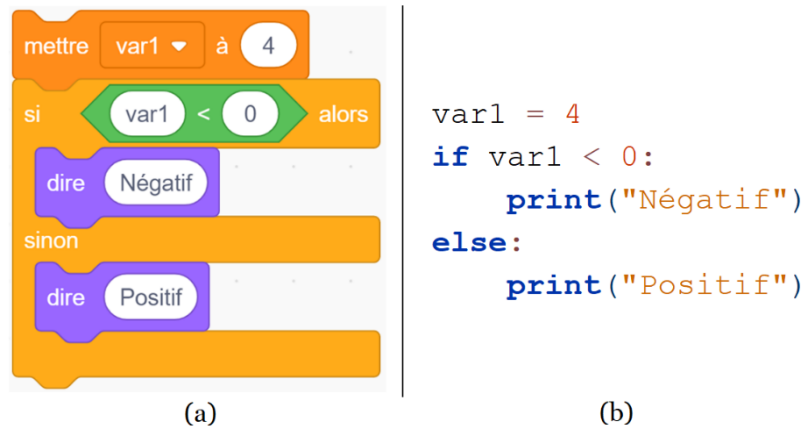 mettre var1 à 4
si var1 < 0 alors
dire Négatif
sinon
dire Positif
(a)
var1 = 4
if var1 < 0:
    print("Négatif")
else:
    print("Positif")
(b)